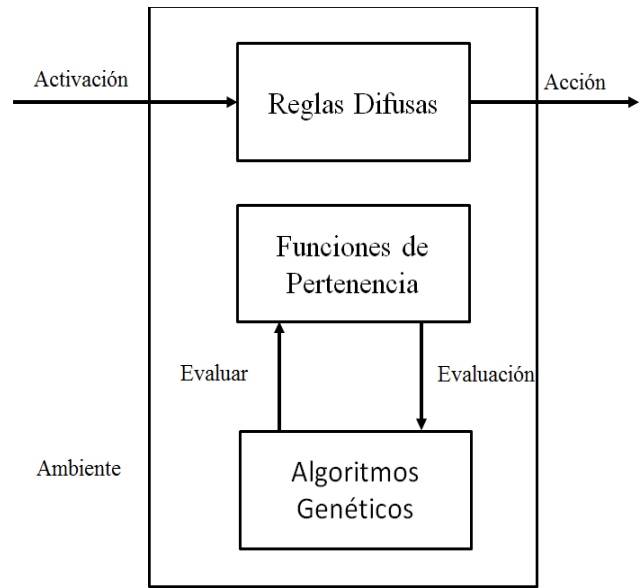 Activación
Reglas Difusas
Acción
Funciones de
Pertenencia
Evaluar
Evaluación
Ambiente
Algoritmos
Genéticos